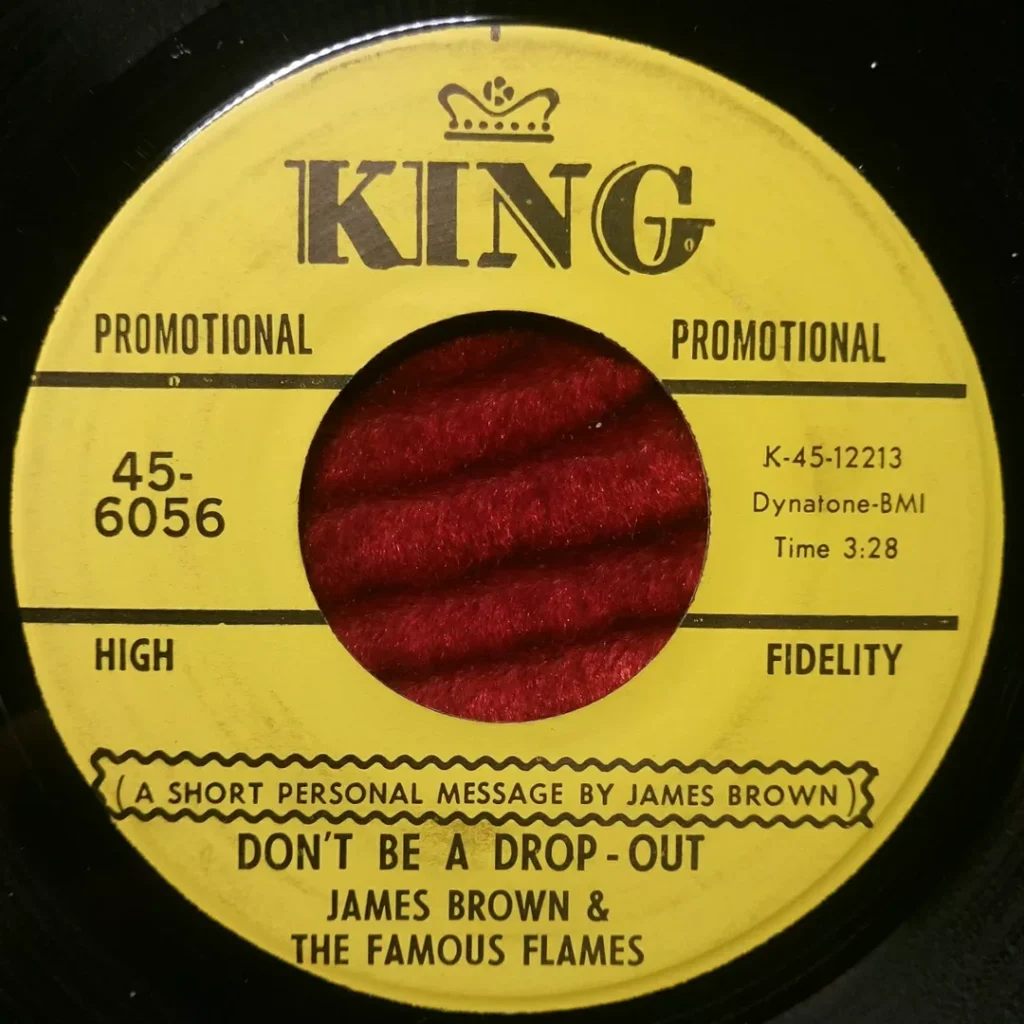 KING
PROMOTIONAL PROMOTIONAL
45-
6056
K-45-12213
Dynatone-BMI
Time 3:28
HIGH FIDELITY
(A SHORT PERSONAL MESSAGE BY JAMES BROWN)
DON'T BE A DROP-OUT
JAMES BROWN &
THE FAMOUS FLAMES